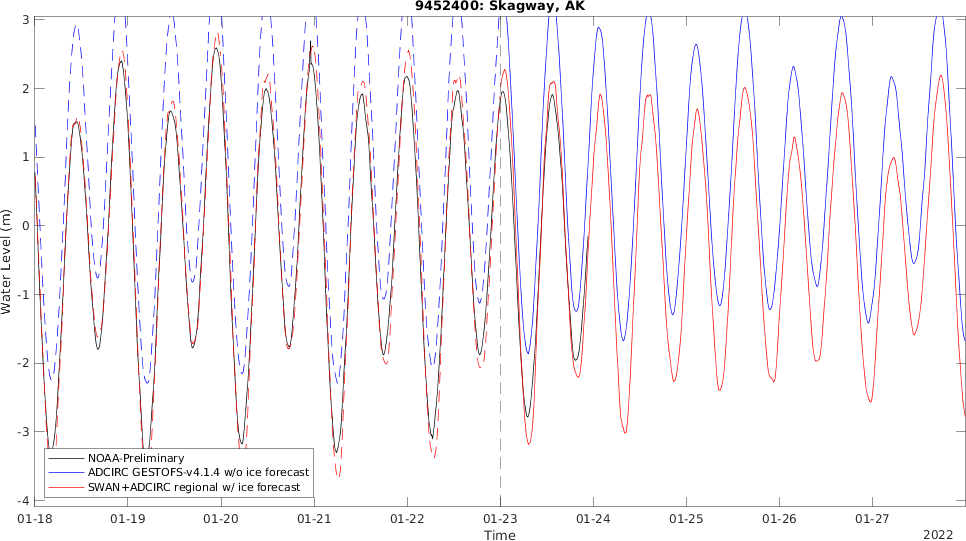 9452400: Skagway, AK
3
2
1
0
-1
-2
-3
-4
Water Level (m)
NOAA-Preliminary
ADCIRC GESTOFS-v4.1.4 w/o ice forecast
SWAN+ADCIRC regional w/ ice forecast
01-18 01-19 01-20 01-21 01-22 01-23 01-24 01-25 01-26 01-27
Time
2022